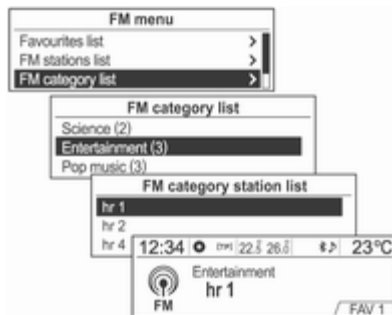 FM menu
Favourites list
FM stations list
FM category list
FM category list
Science (2)
Entertainment (3)
Pop music (3)
FM category station list
hr 1
hr 2
hr 4
12:34 [TP] 22.5 26.0 23°C
Entertainment
hr 1
FM
FAV 1